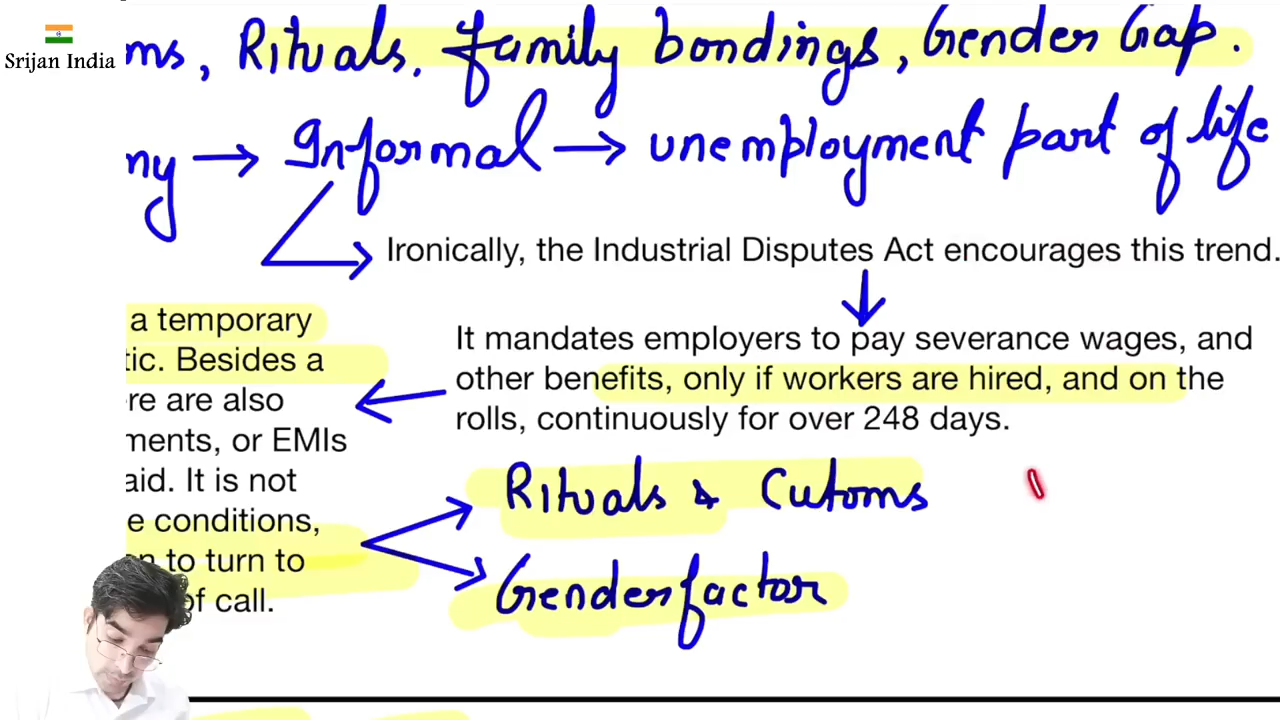 Srijan India
ms, Rituals, family bondings, Gender Gap.
my → Informal → unemployment part of life
Ironically, the Industrial Disputes Act encourages this trend.
a temporary
tic. Besides a
re are also
ments, or EMIs
aid. It is not
e conditions,
n to turn to
of call.
It mandates employers to pay severance wages, and
other benefits, only if workers are hired, and on the
rolls, continuously for over 248 days.
Rituals & Cutoms
Gender factor